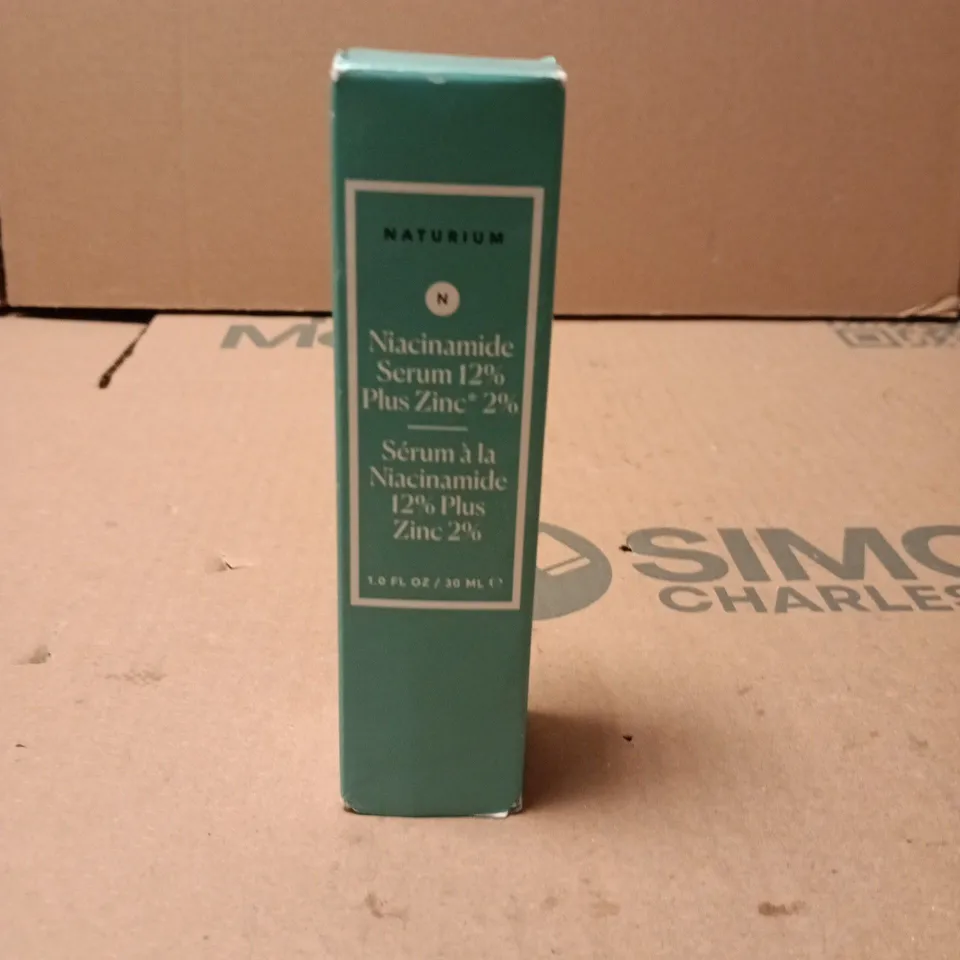 NATURIUM
N
Niacinamide
Serum 12%
Plus Zinc* 2%
Sérum à la
Niacinamide
12% Plus
Zinc 2%
1.0 FL OZ / 30 ML ℮
SIMO
CHARLES